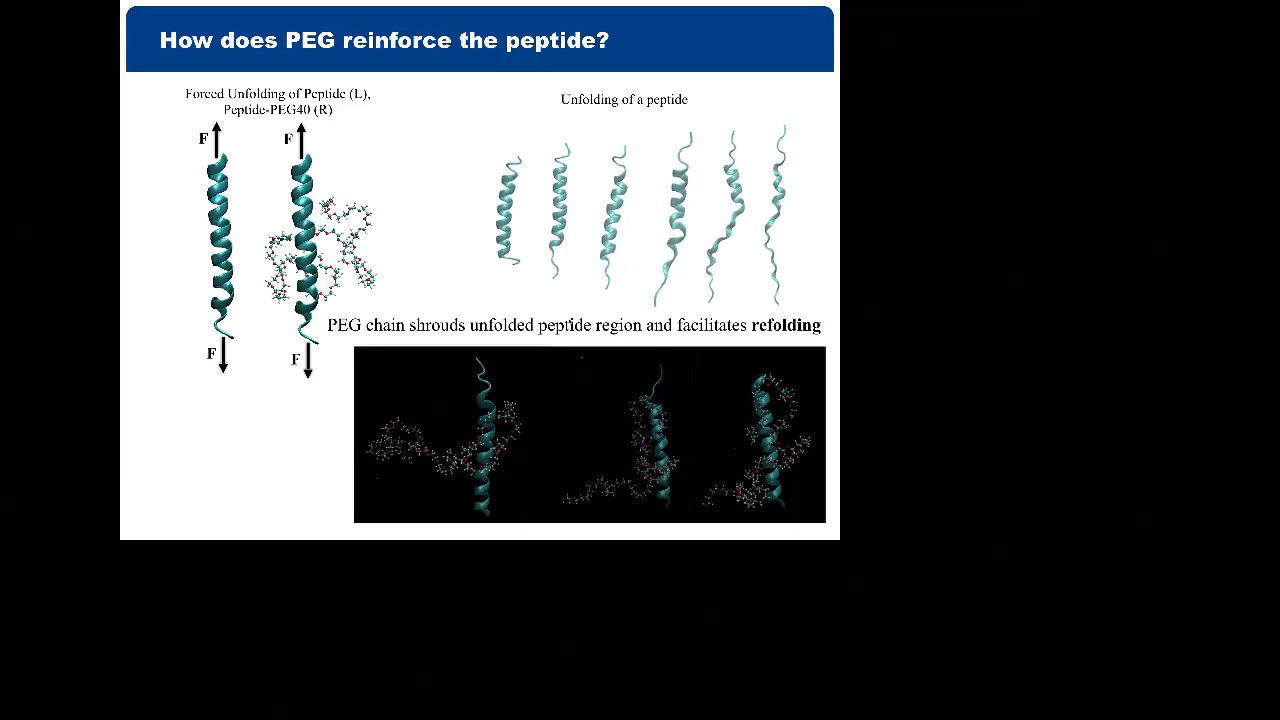 How does PEG reinforce the peptide?
Forced Unfolding of Peptide (L),
Peptide-PEG40 (R)
Unfolding of a peptide
F
F
PEG chain shrouds unfolded peptide region and facilitates refolding
F
F